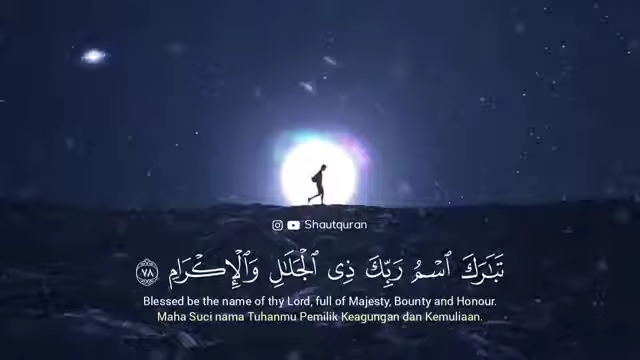 Shautquran
تَبَٰرَكَ ٱسْمُ رَبِّكَ ذِى ٱلْجَلَٰلِ وَٱلْإِكْرَامِ ٧٨
Blessed be the name of thy Lord, full of Majesty, Bounty and Honour.
Maha Suci nama Tuhanmu Pemilik Keagungan dan Kemuliaan.